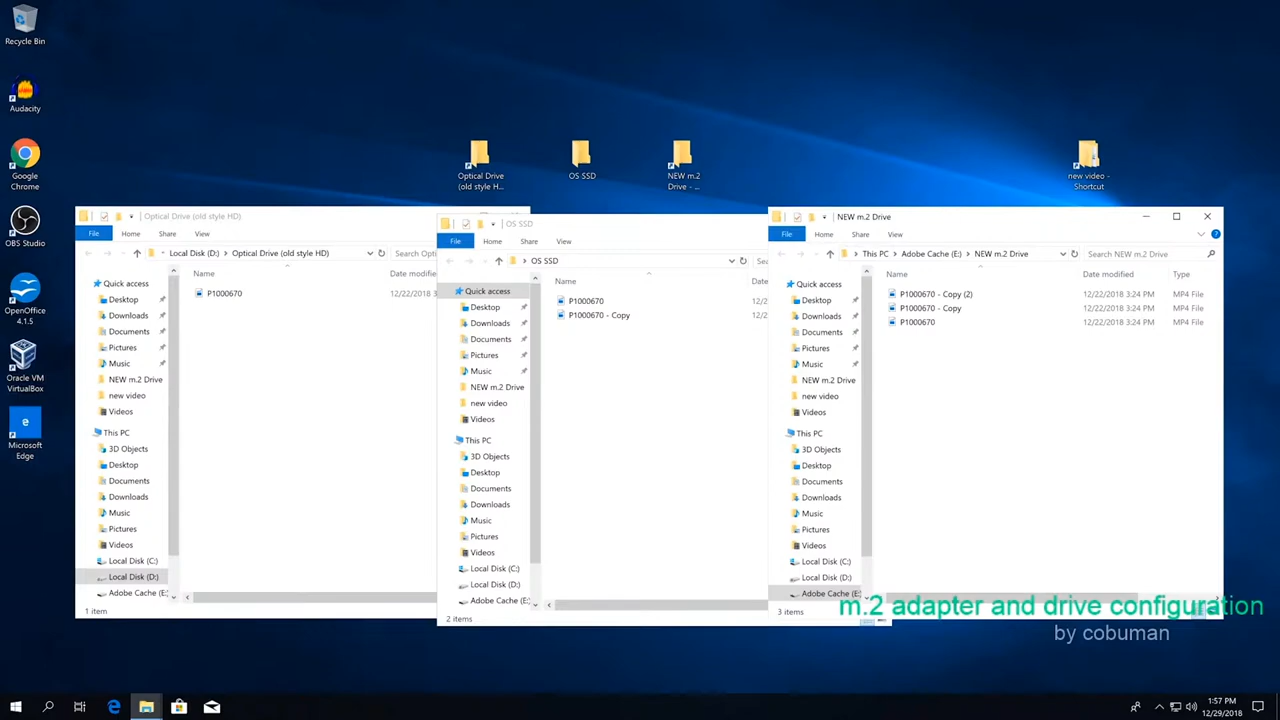 Recycle Bin
Audacity
Google
Chrome
OBS Studio
OpenOffice
4.1.5
Oracle VM
VirtualBox
Microsoft
Edge
Optical Drive
(old style H...
OS SSD
NEW m.2
Drive - ...
new video -
Shortcut
Optical Drive (old style HD)
File
Home
Share
View
Local Disk (D:) > Optical Drive (old style HD)
Search Opt
Name
Date modifie
P1000670
12/22/2018 3
Quick access
Desktop
Downloads
Documents
Pictures
Music
NEW m.2 Drive
new video
Videos
This PC
3D Objects
Desktop
Documents
Downloads
Music
Pictures
Videos
Local Disk (C:)
Local Disk (D:)
Adobe Cache (E:
1 item
OS SSD
File
Home
Share
View
> OS SSD
Sea
Name
Date
P1000670
12/2
P1000670 - Copy
12/2
Quick access
Desktop
Downloads
Documents
Pictures
Music
NEW m.2 Drive
new video
Videos
This PC
3D Objects
Desktop
Documents
Downloads
Music
Pictures
Videos
Local Disk (C:)
Local Disk (D:)
Adobe Cache (E:
2 items
NEW m.2 Drive
File
Home
Share
View
> This PC > Adobe Cache (E:) > NEW m.2 Drive
Search NEW m.2 Drive
Name
Date modified
Type
P1000670 - Copy (2)
12/22/2018 3:24 PM
MP4 File
P1000670 - Copy
12/22/2018 3:24 PM
MP4 File
P1000670
12/22/2018 3:24 PM
MP4 File
Quick access
Desktop
Downloads
Documents
Pictures
Music
NEW m.2 Drive
new video
Videos
This PC
3D Objects
Desktop
Documents
Downloads
Music
Pictures
Videos
Local Disk (C:)
Local Disk (D:)
Adobe Cache (E:
3 items
m.2 adapter and drive configuration
by cobuman
1:57 PM
12/29/2018